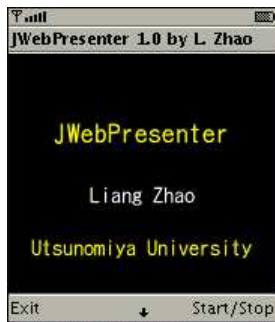 JWebPresenter 1.0 by L. Zhao
JWebPresenter
Liang Zhao
Utsunomiya University
Exit Start/Stop